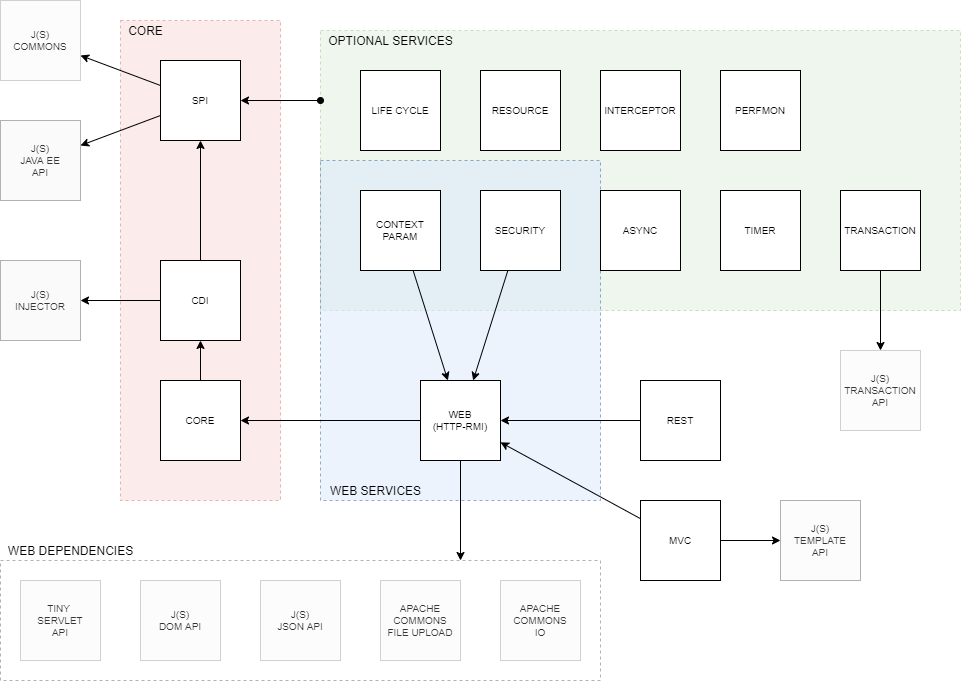 J(S)
COMMONS
CORE
OPTIONAL SERVICES
SPI
LIFE CYCLE
RESOURCE
INTERCEPTOR
PERFMON
J(S)
JAVA EE
API
CONTEXT
PARAM
SECURITY
ASYNC
TIMER
TRANSACTION
J(S)
INJECTOR
CDI
J(S)
TRANSACTION
API
CORE
WEB
(HTTP-RMI)
REST
WEB SERVICES
MVC
J(S)
TEMPLATE
API
WEB DEPENDENCIES
TINY
SERVLET
API
J(S)
DOM API
J(S)
JSON API
APACHE
COMMONS
FILE UPLOAD
APACHE
COMMONS
IO